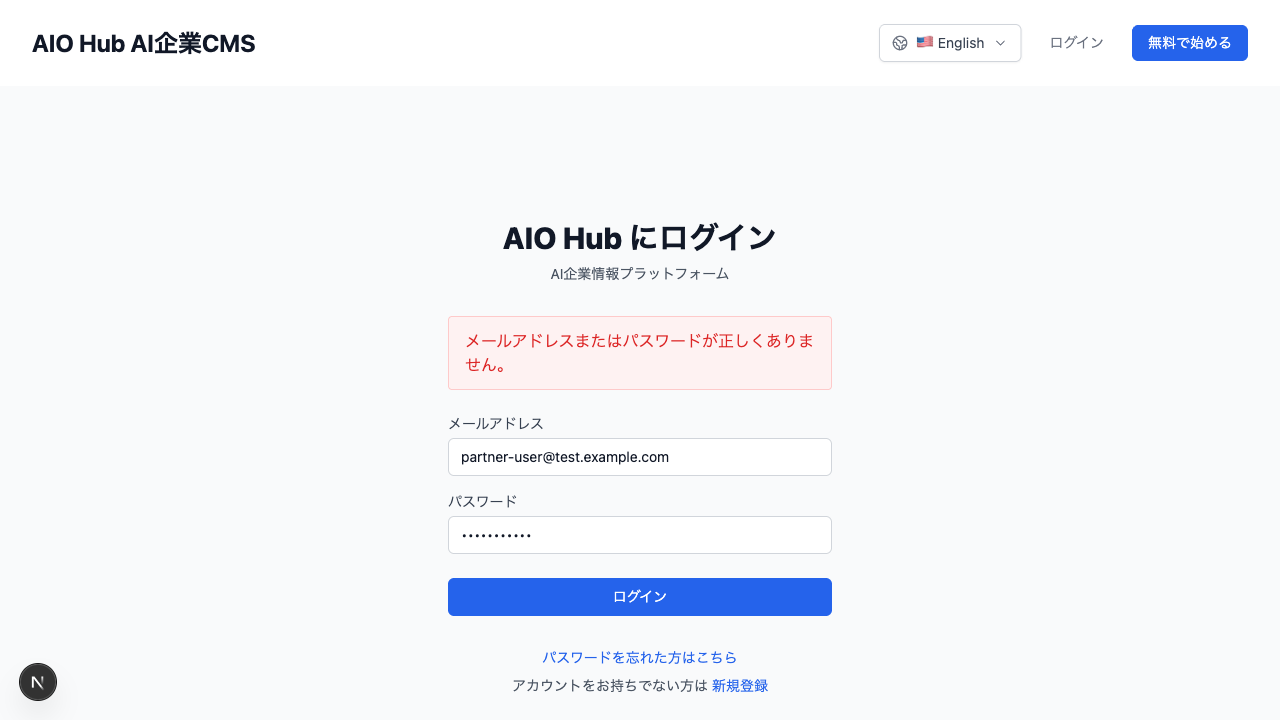 AIO Hub AI企業CMS
English
ログイン
無料で始める
AIO Hub にログイン
AI企業情報プラットフォーム
メールアドレスまたはパスワードが正しくありま
せん。
メールアドレス
partner-user@test.example.com
パスワード
•••••••••••
ログイン
パスワードを忘れた方はこちら
アカウントをお持ちでない方は 新規登録
N